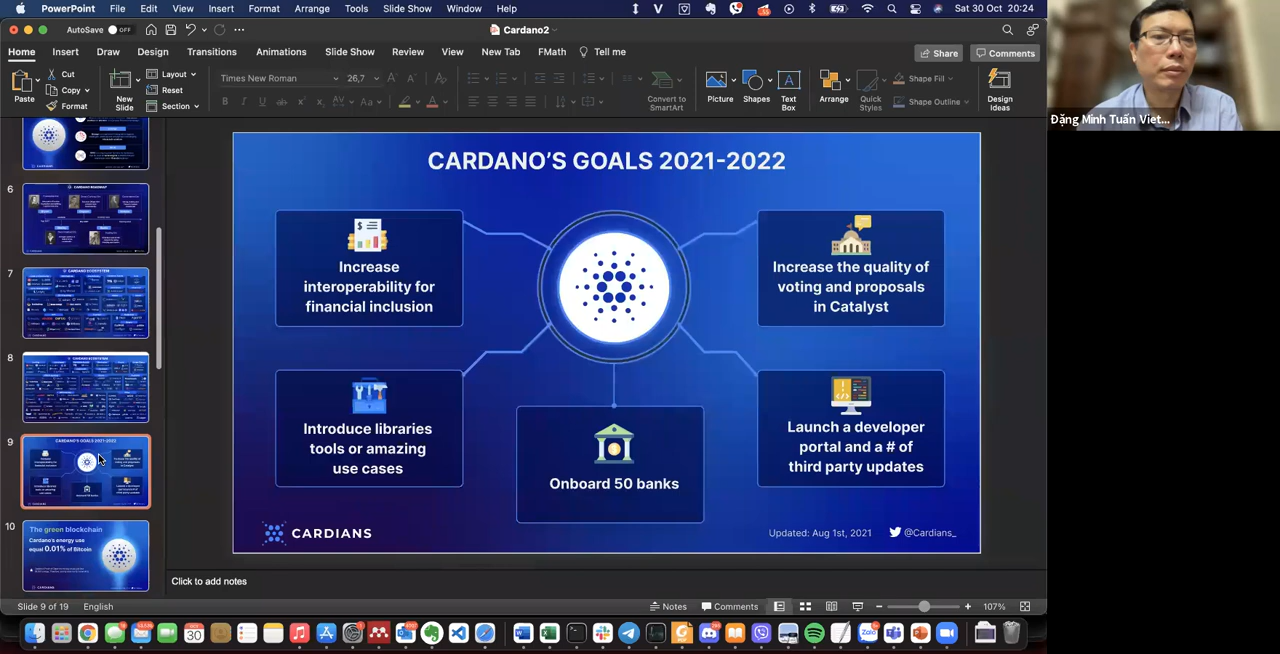 PowerPoint File Edit View Insert Format Arrange Tools Slide Show Window Help Sat 30 Oct 20:24
AutoSave OFF Cardano2
Home Insert Draw Design Transitions Animations Slide Show Review View New Tab FMath Tell me Share Comments
Paste
Cut
Copy
Format
New
Slide
Layout
Reset
Section
Times New Roman 26,7
Convert to
SmartArt
Picture
Shapes
Text
Box
Arrange
Quick
Styles
Shape Fill
Shape Outline
Design
Ideas
Đặng Minh Tuấn Viet...
6
7
8
9
CARDANO'S GOALS 2021-2022
10
The green blockchain
Cardano's energy use
equal 0.01% of Bitcoin
CARDANO'S GOALS 2021-2022
Increase
interoperability for
financial inclusion
Increase the quality of
voting and proposals
in Catalyst
Introduce libraries
tools or amazing
use cases
Onboard 50 banks
Launch a developer
portal and a # of
third party updates
CARDIANS
Updated: Aug 1st, 2021 @Cardians_
Click to add notes
Slide 9 of 19 English Notes Comments 107%